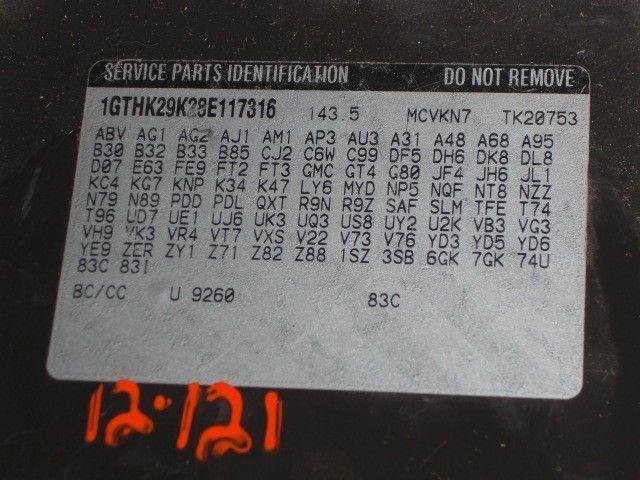 SERVICE PARTS IDENTIFICATION DO NOT REMOVE
1GTHK29K28E117316 143.5 MCVKN7 TK20753
ABV AG1 AG2 AJ1 AM1 AP3 AU3 A31 A48 A68 A95
B30 B32 B33 B85 CJ2 C6W C99 DF5 DH6 DK8 DL8
D07 E63 FE9 FT2 FT3 GMC GT4 G80 JF4 JH6 JL1
KC4 KG7 KNP K34 K47 LY6 MYD NP5 NQF NT8 NZZ
N79 N89 PDD PDL QXT R9N R9Z SAF SLM TFE T74
T96 UD7 UE1 UJ6 UK3 UQ3 US8 UY2 U2K VB3 VG3
VH9 VK3 VR4 VT7 VXS V22 V73 V76 YD3 YD5 YD6
YE9 ZER ZY1 Z71 Z82 Z88 1SZ 3SB 6GK 7GK 74U
83C 83I
BC/CC U 9260 83C
12·121